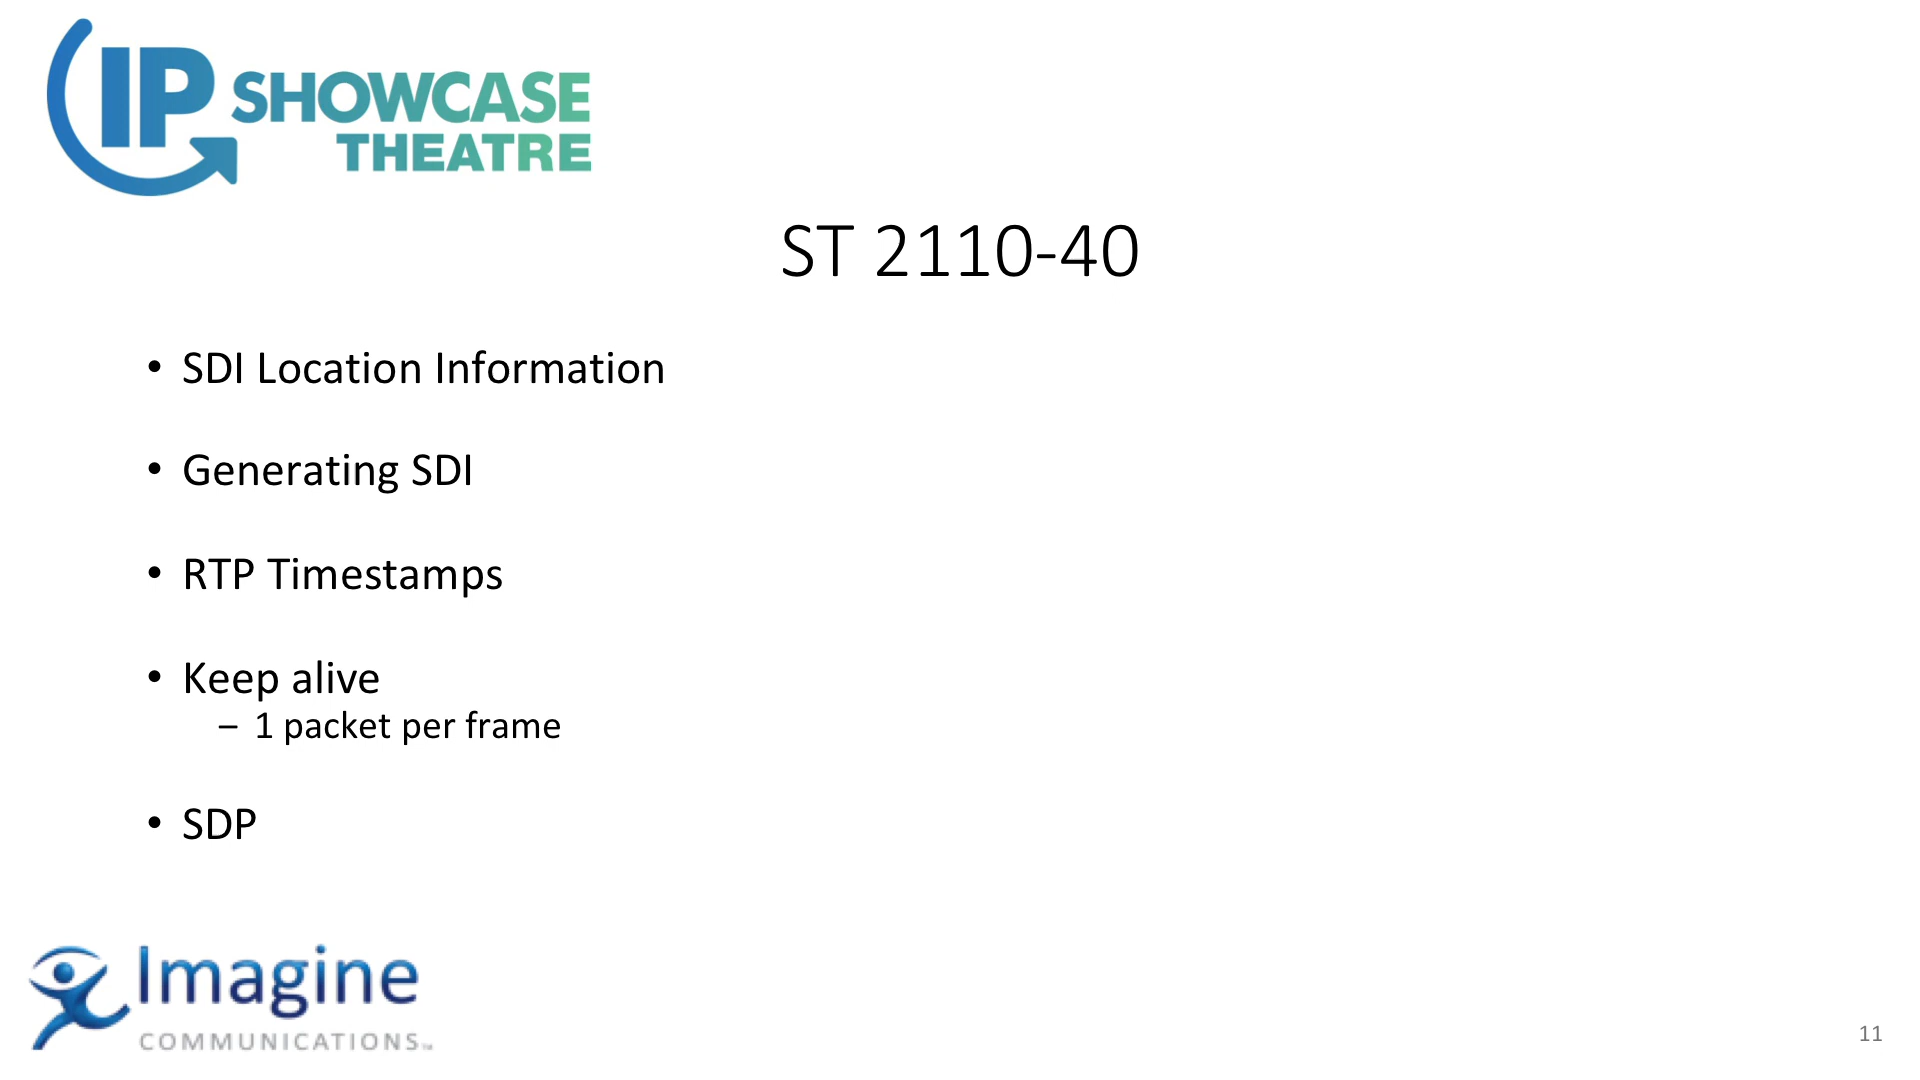 IP SHOWCASE
THEATRE
ST 2110-40
• SDI Location Information
• Generating SDI
• RTP Timestamps
• Keep alive
– 1 packet per frame
• SDP
Imagine
COMMUNICATIONS™
11